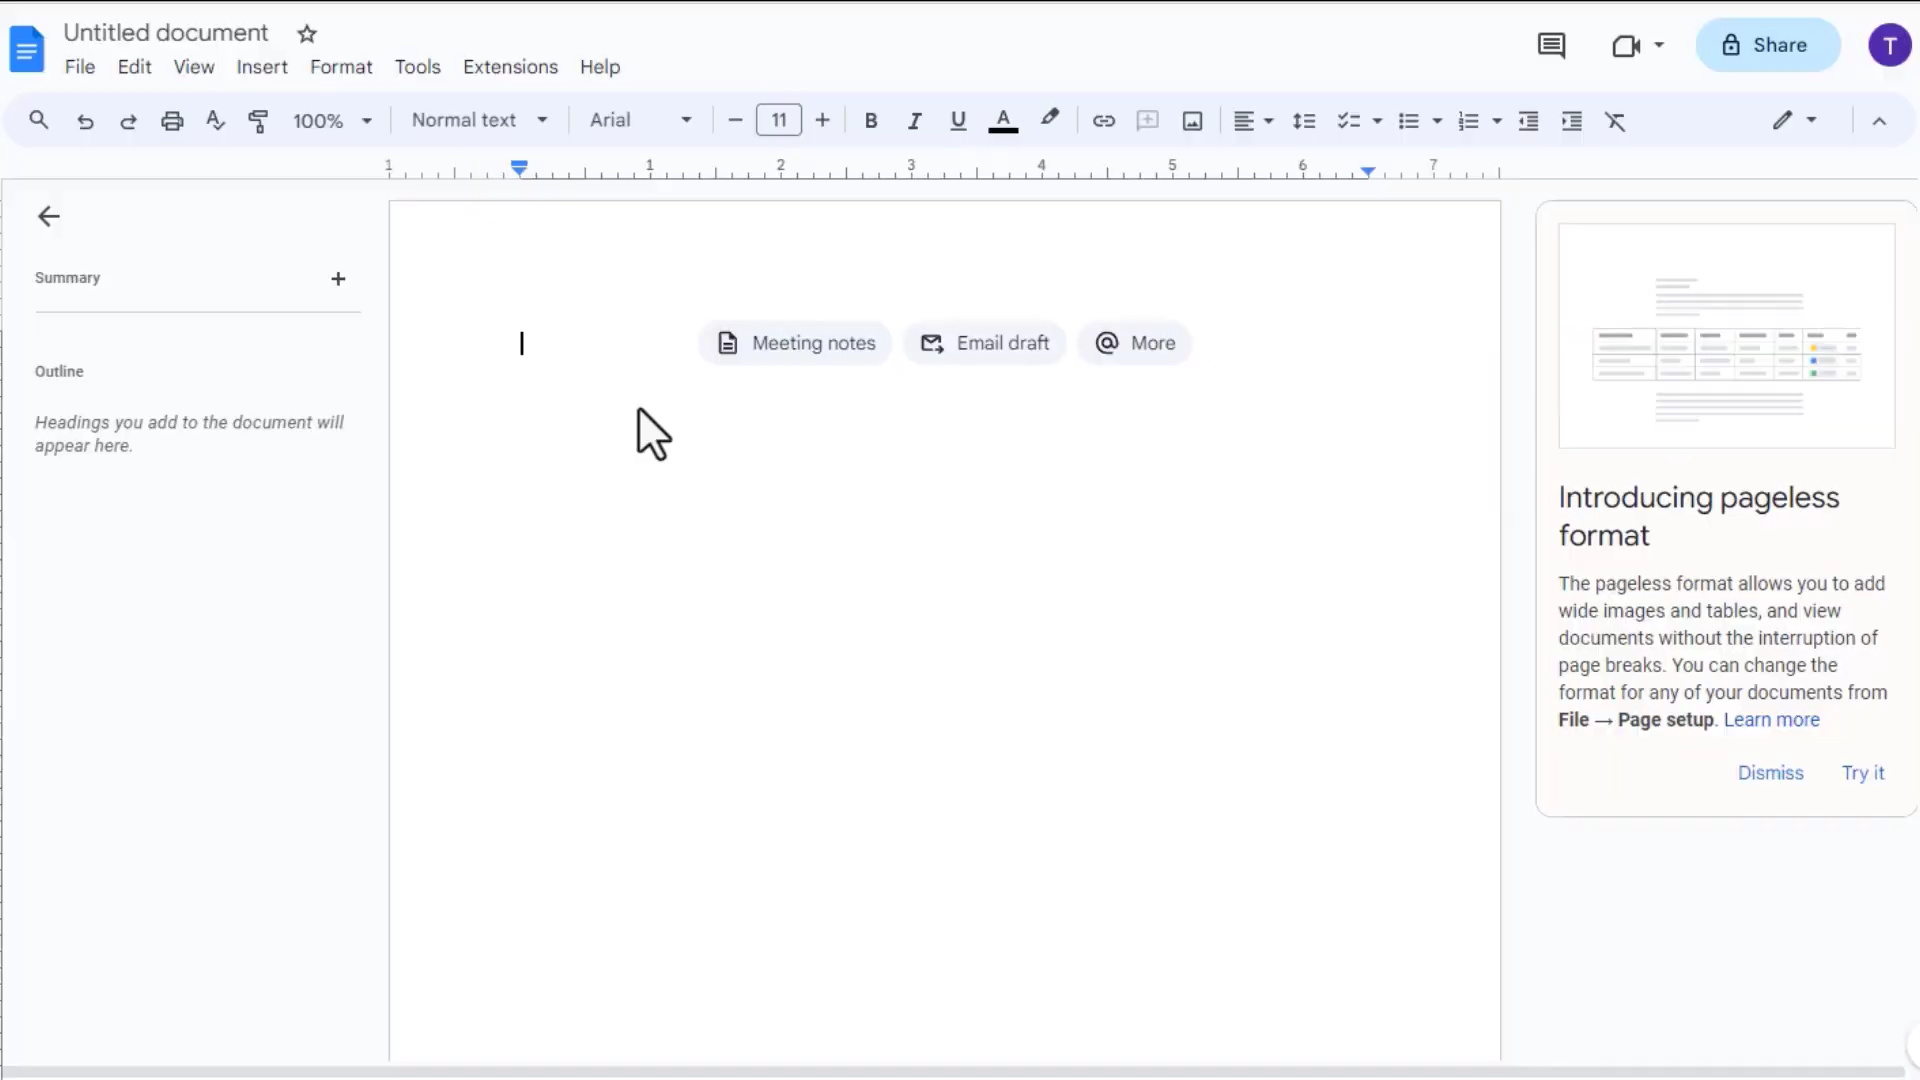 Untitled document
File Edit View Insert Format Tools Extensions Help
Share
T
100% Normal text Arial 11 B I U A
1 1 2 3 4 5 6 7
Summary
Meeting notes Email draft More
Outline
Headings you add to the document will
appear here.
Introducing pageless
format
The pageless format allows you to add
wide images and tables, and view
documents without the interruption of
page breaks. You can change the
format for any of your documents from
File → Page setup. Learn more
Dismiss Try it